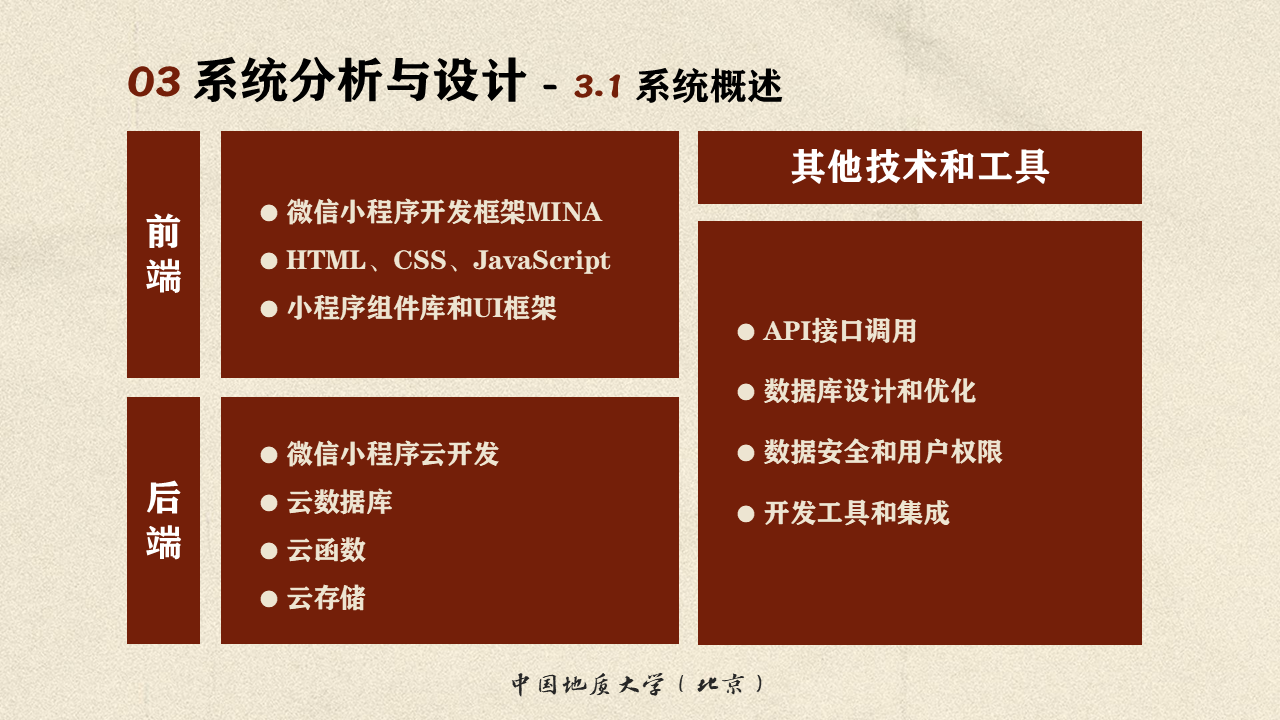 03 系统分析与设计 - 3.1 系统概述
前
端
● 微信小程序开发框架MINA
● HTML、CSS、JavaScript
● 小程序组件库和UI框架
后
端
● 微信小程序云开发
● 云数据库
● 云函数
● 云存储
其他技术和工具
● API接口调用
● 数据库设计和优化
● 数据安全和用户权限
● 开发工具和集成
中国地质大学（北京）